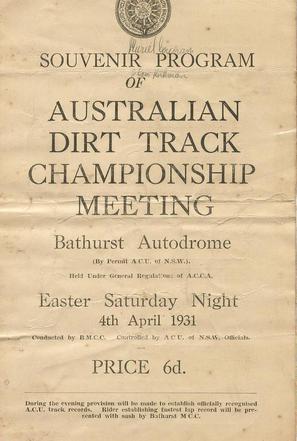 SOUVENIR PROGRAM
OF
AUSTRALIAN
DIRT TRACK
CHAMPIONSHIP
MEETING
Bathurst Autodrome
(By Permit A.C.U. of N.S.W.).
Held Under General Regulations of A.C.C.A.
Easter Saturday Night
4th April 1931
Conducted by B.M.C.C. Controlled by A.C.U. of N.S.W. Officials.
PRICE 6d.
During the evening provision will be made to establish officially recognised
A.C.U. track records. Rider establishing fastest lap record will be pre-
sented with sash by Bathurst M.C.C.